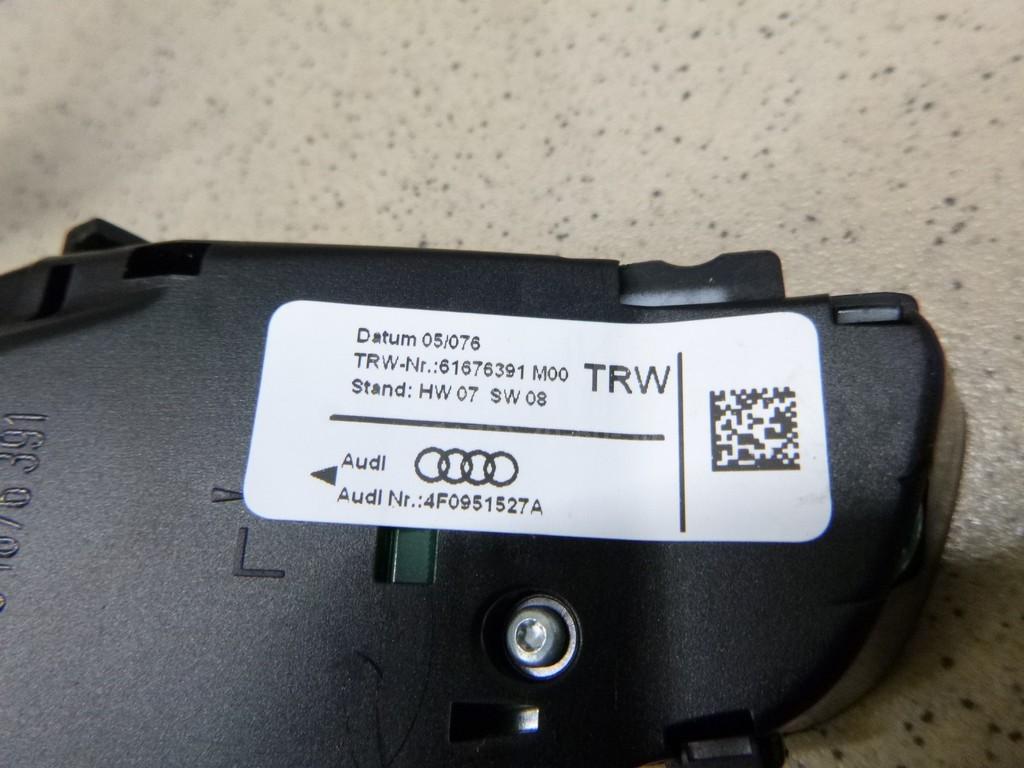 Datum 05/076
TRW-Nr.:61676391 M00
Stand: HW 07 SW 08
TRW
Audi
Audi Nr.:4F0951527A
L